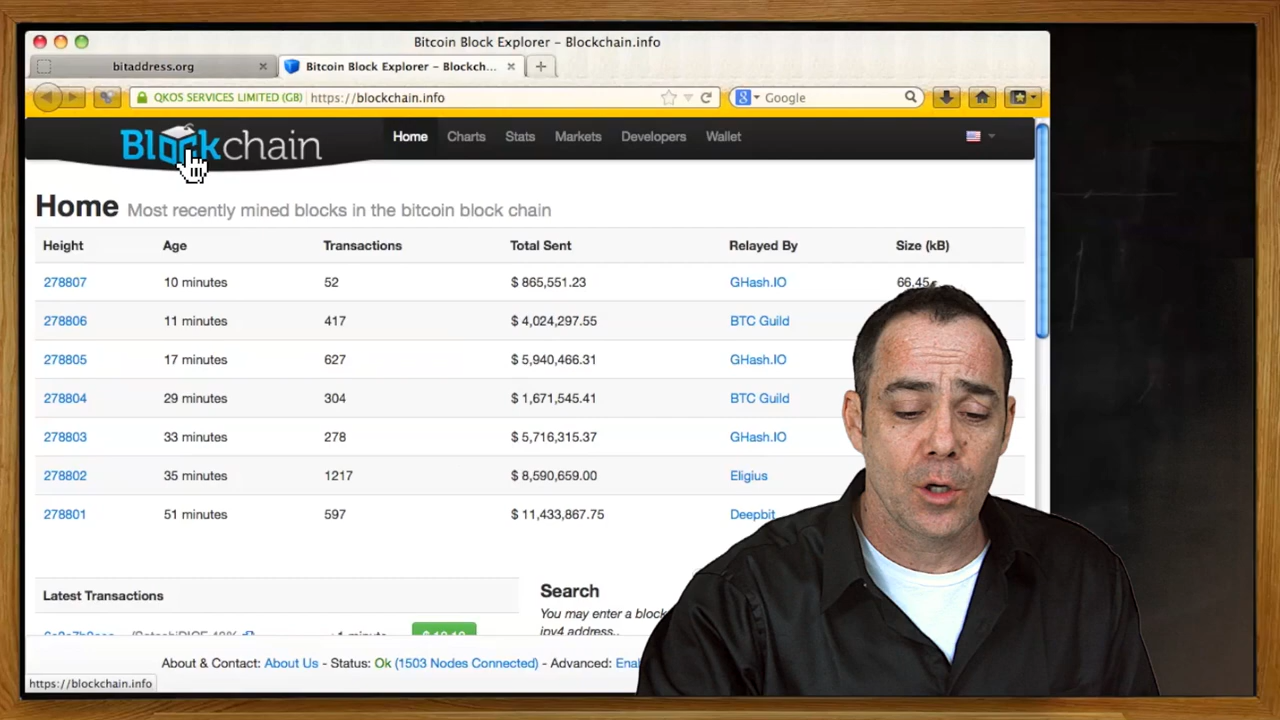 Bitcoin Block Explorer – Blockchain.info
bitaddress.org
Bitcoin Block Explorer – Blockch...
QKOS SERVICES LIMITED (GB) https://blockchain.info
Google
Blockchain
Home Charts Stats Markets Developers Wallet
Home Most recently mined blocks in the bitcoin block chain
Height Age Transactions Total Sent Relayed By Size (kB)
278807 10 minutes 52 $ 865,551.23 GHash.IO 66.45
278806 11 minutes 417 $ 4,024,297.55 BTC Guild
278805 17 minutes 627 $ 5,940,466.31 GHash.IO
278804 29 minutes 304 $ 1,671,545.41 BTC Guild
278803 33 minutes 278 $ 5,716,315.37 GHash.IO
278802 35 minutes 1217 $ 8,590,659.00 Eligius
278801 51 minutes 597 $ 11,433,867.75 Deepbit
Latest Transactions
Search
You may enter a block
ipv4 address..
About & Contact: About Us - Status: Ok (1503 Nodes Connected) - Advanced: Ena
https://blockchain.info